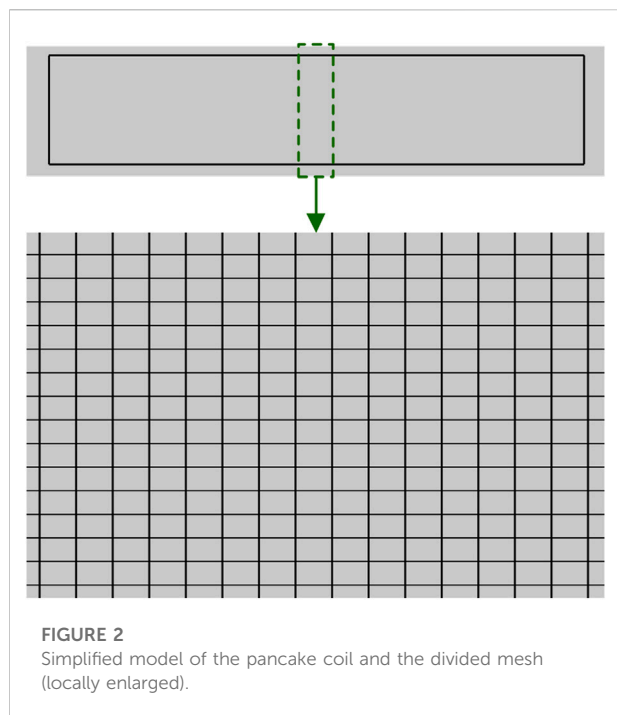 FIGURE 2
Simplified model of the pancake coil and the divided mesh
(locally enlarged).